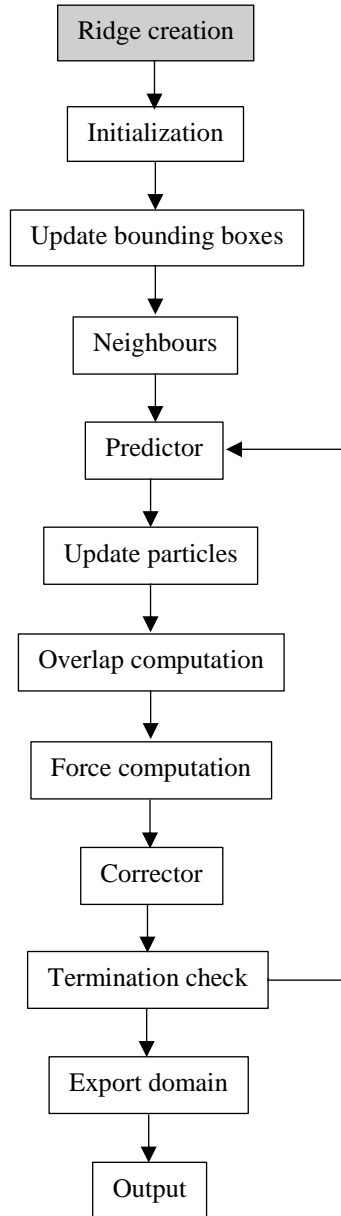 Ridge creation
Initialization
Update bounding boxes
Neighbours
Predictor
Update particles
Overlap computation
Force computation
Corrector
Termination check
Export domain
Output